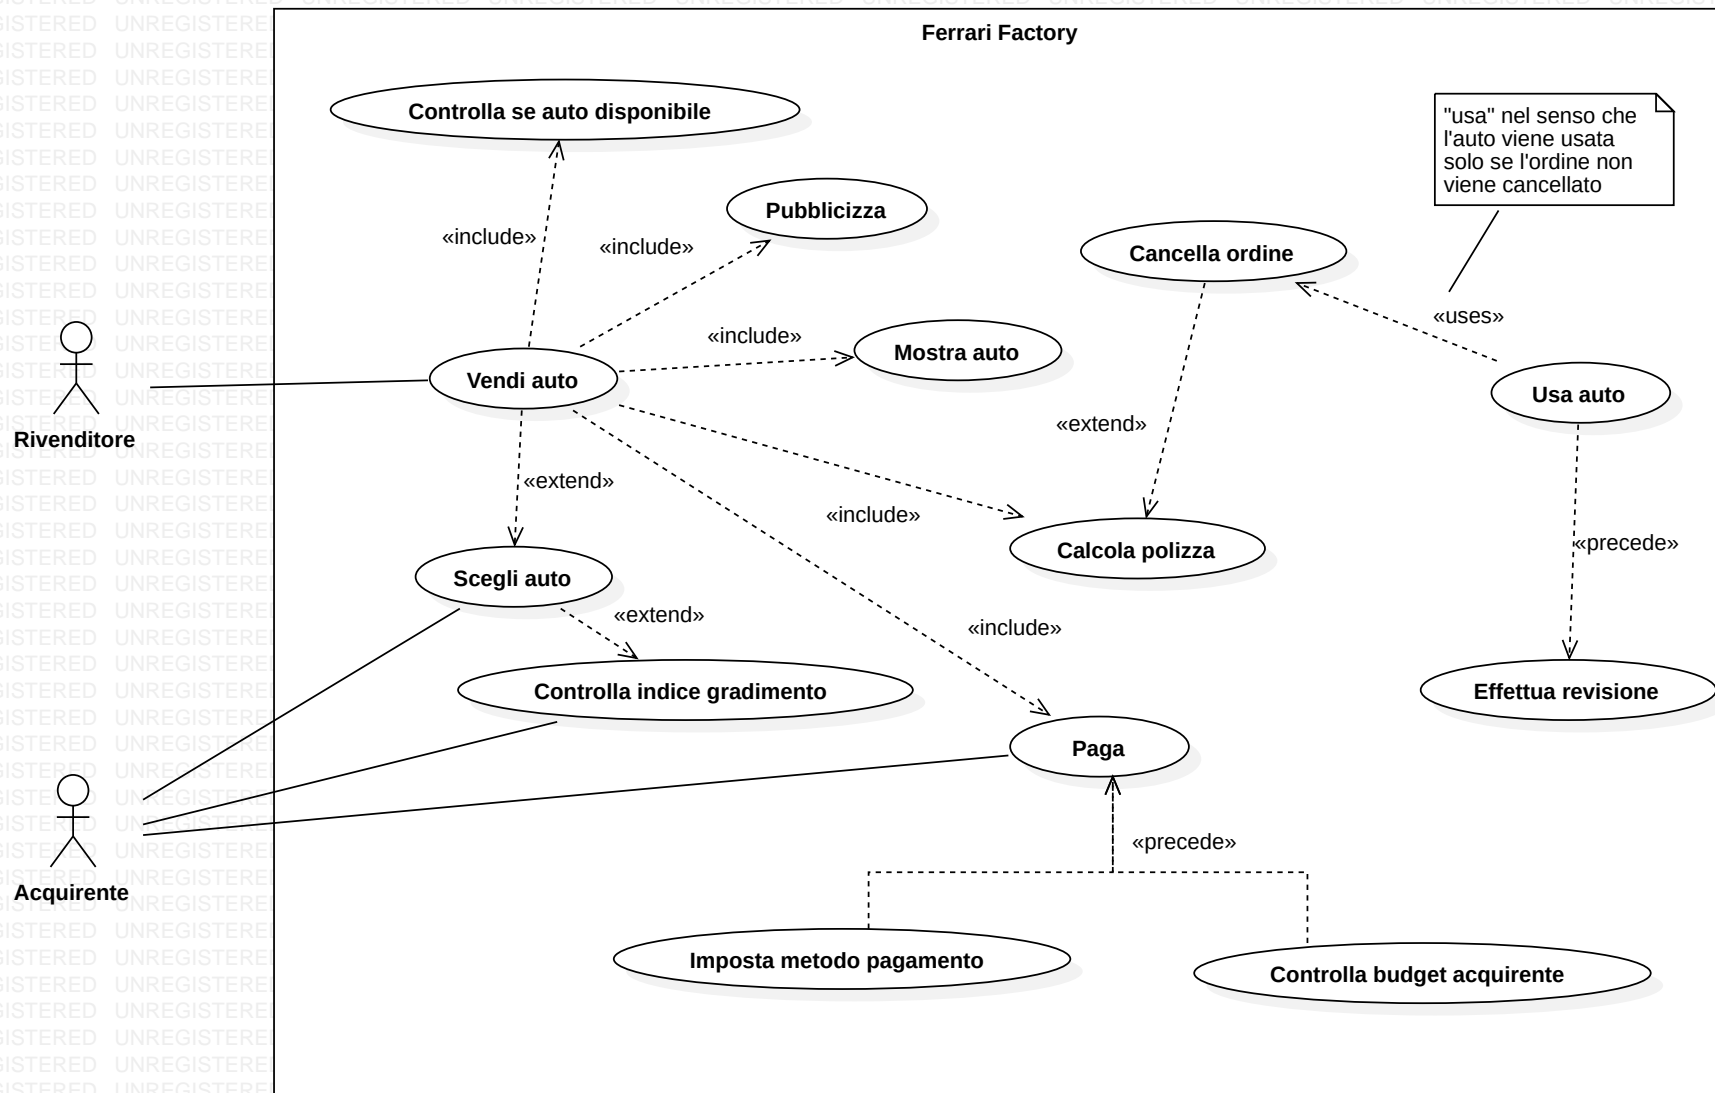 Ferrari Factory
Controlla se auto disponibile
"usa" nel senso che
l'auto viene usata
solo se l'ordine non
viene cancellato
Pubblicizza
«include»
«include»
Cancella ordine
«uses»
«include»
Mostra auto
Vendi auto
Usa auto
Rivenditore
«extend»
«extend»
«include»
Calcola polizza
«precede»
Scegli auto
«extend»
«include»
Controlla indice gradimento
Effettua revisione
Paga
«precede»
Acquirente
Imposta metodo pagamento
Controlla budget acquirente
UNREGISTERED